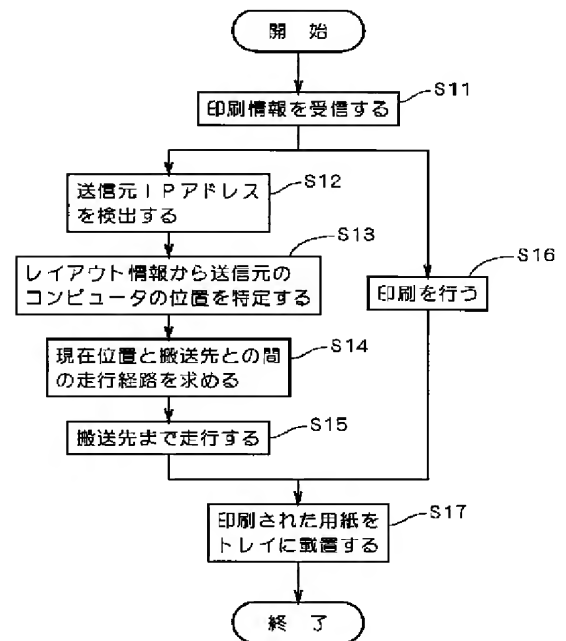 開 始
印刷情報を受信する
S11
送信元ＩＰアドレス
を検出する
S12
レイアウト情報から送信元の
コンピュータの位置を特定する
S13
印刷を行う
S16
現在位置と搬送先との間
の走行経路を求める
S14
搬送先まで走行する
S15
印刷された用紙を
トレイに載置する
S17
終 了